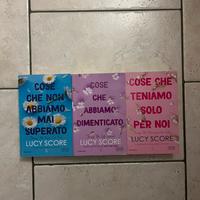 COSE
CHE NON
ABBIAMO
MAI
SUPERATO
LUCY SCORE
COSE
CHE
ABBIAMO
DIMENTICATO
LUCY SCORE
COSE CHE
TENIAMO
SOLO
PER NOI
LUCY SCORE